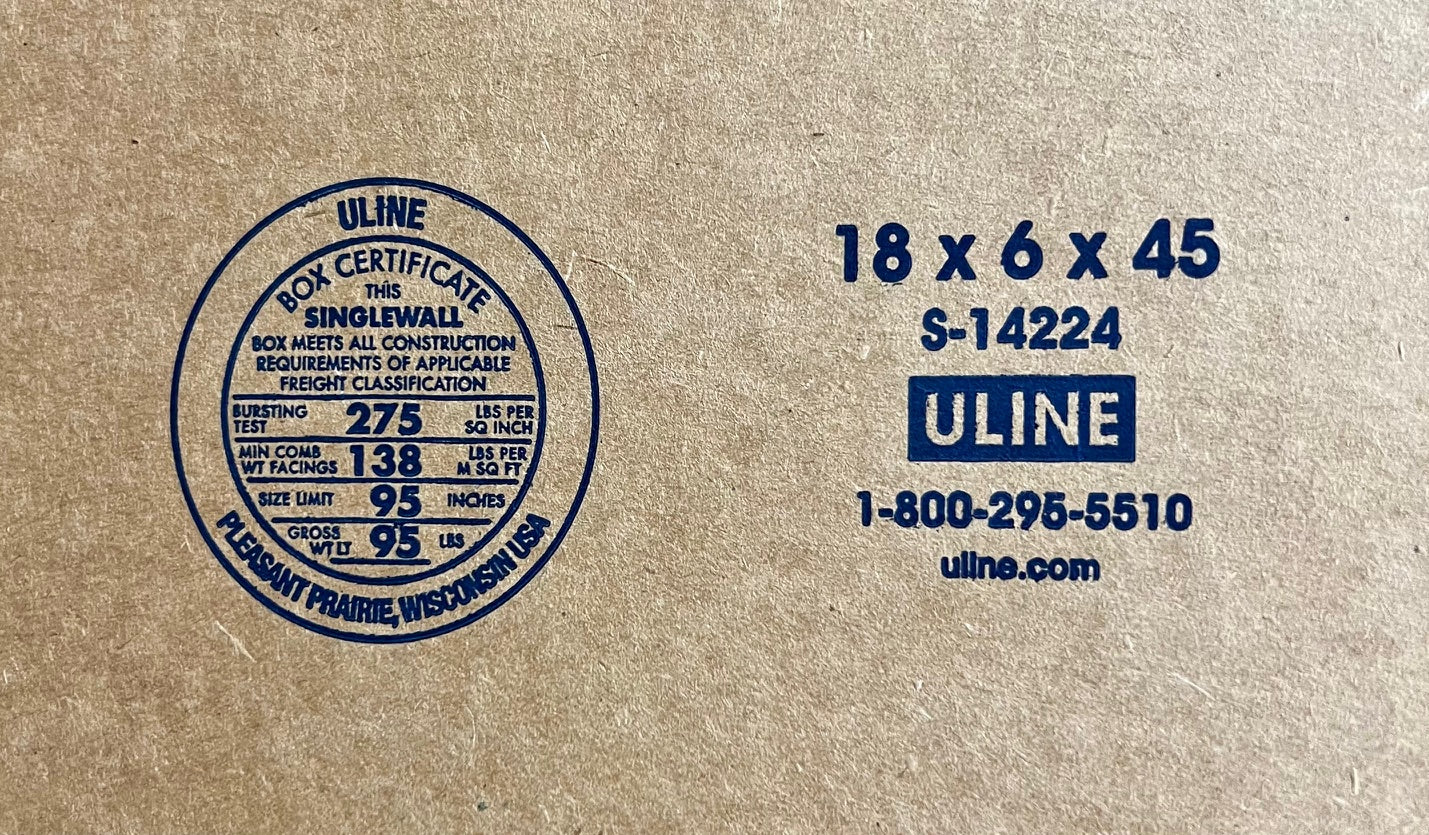 ULINE
BOX CERTIFICATE
THIS
SINGLEWALL
BOX MEETS ALL CONSTRUCTION
REQUIREMENTS OF APPLICABLE
FREIGHT CLASSIFICATION
BURSTING TEST 275 LBS PER SQ INCH
MIN COMB WT FACINGS 138 LBS PER M SQ FT
SIZE LIMIT 95 INCHES
GROSS WT LT 95 LBS
PLEASANT PRAIRIE, WISCONSIN USA
18 x 6 x 45
S-14224
ULINE
1-800-295-5510
uline.com